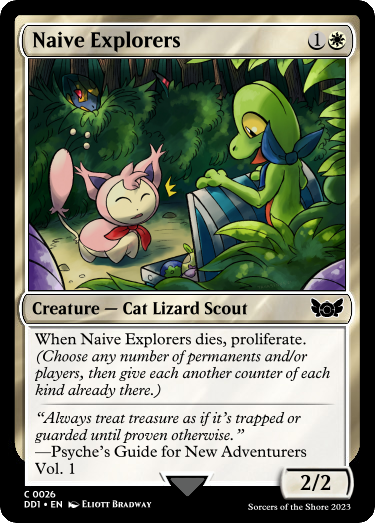 Naive Explorers 1
Creature — Cat Lizard Scout
When Naive Explorers dies, proliferate.
(Choose any number of permanents and/or
players, then give each another counter of each
kind already there.)
“Always treat treasure as if it's trapped or
guarded until proven otherwise.”
—Psyche's Guide for New Adventurers
Vol. 1
2/2
C 0026
DD1 • EN Eliott Bradway
Sorcers of the Shore 2023